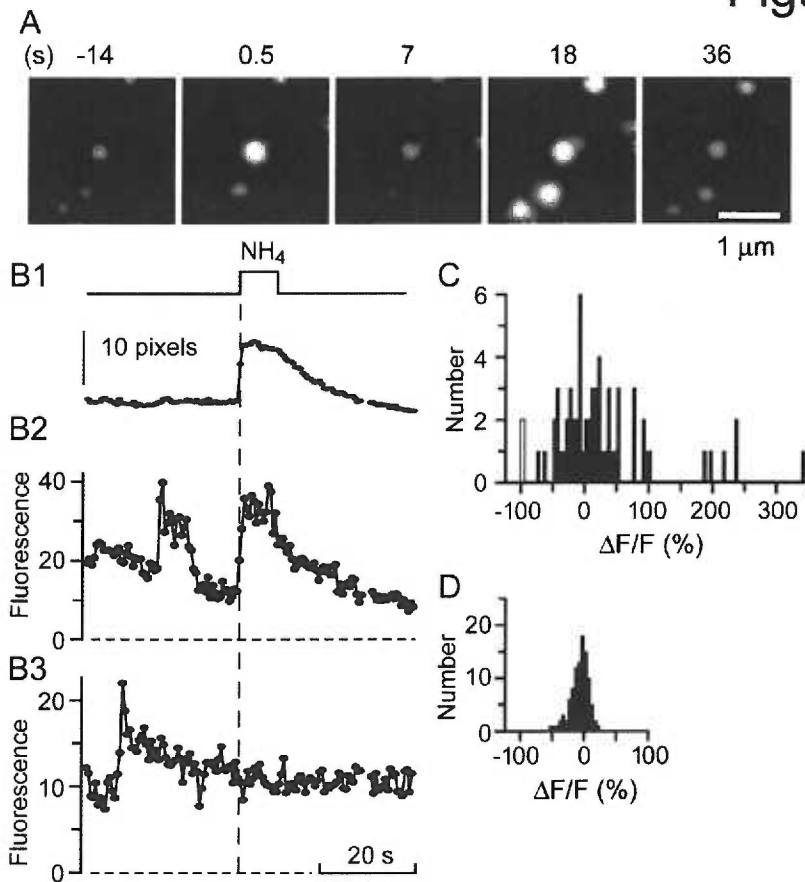 A
(s) -14 0.5 7 18 36
1 μm
B1
NH4
10 pixels
B2
Fluorescence
40
20
0
B3
Fluorescence
20
10
0
20 s
C
Number
6
4
2
0
-100 0 100 200 300
ΔF/F (%)
D
Number
20
10
0
-100 0 100
ΔF/F (%)